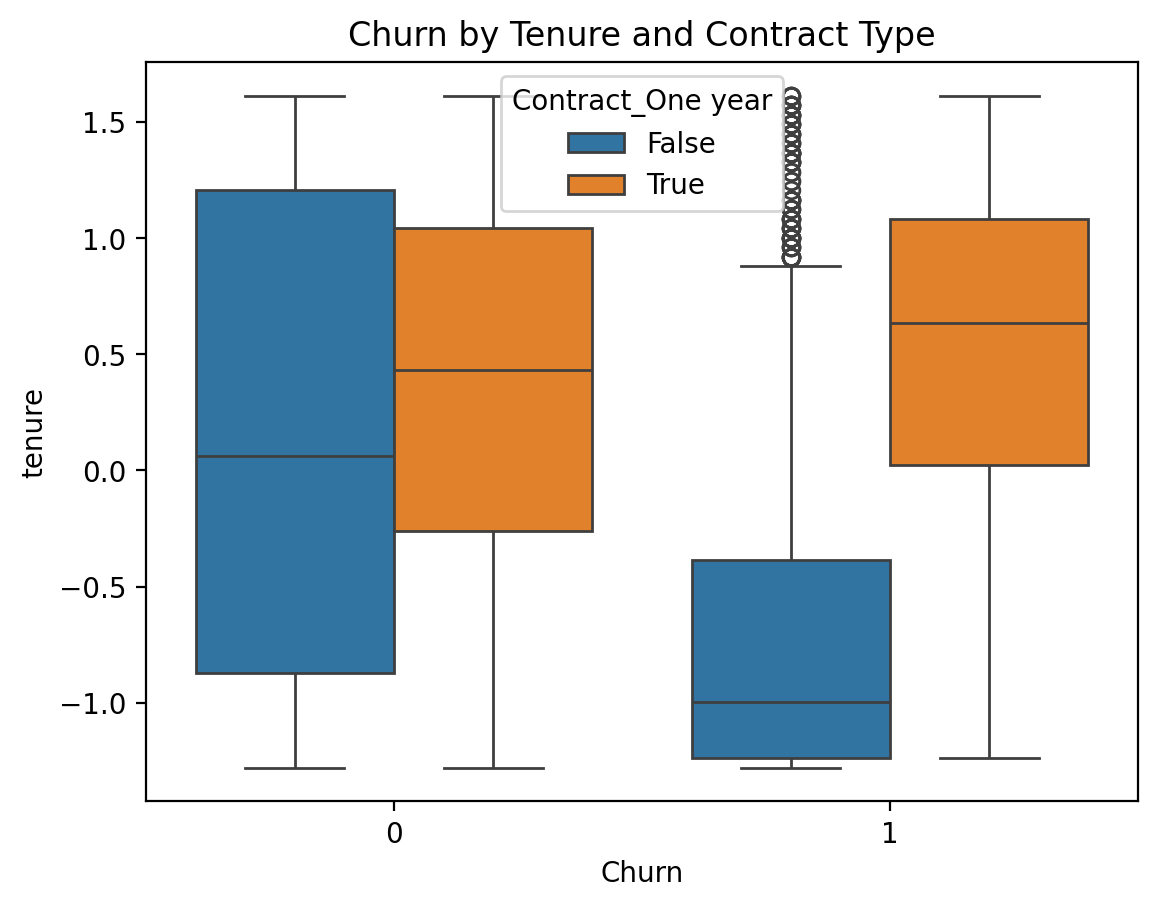 Churn by Tenure and Contract Type
Contract_One year
False
True
1.5
1.0
0.5
0.0
−0.5
−1.0
tenure
0
1
Churn